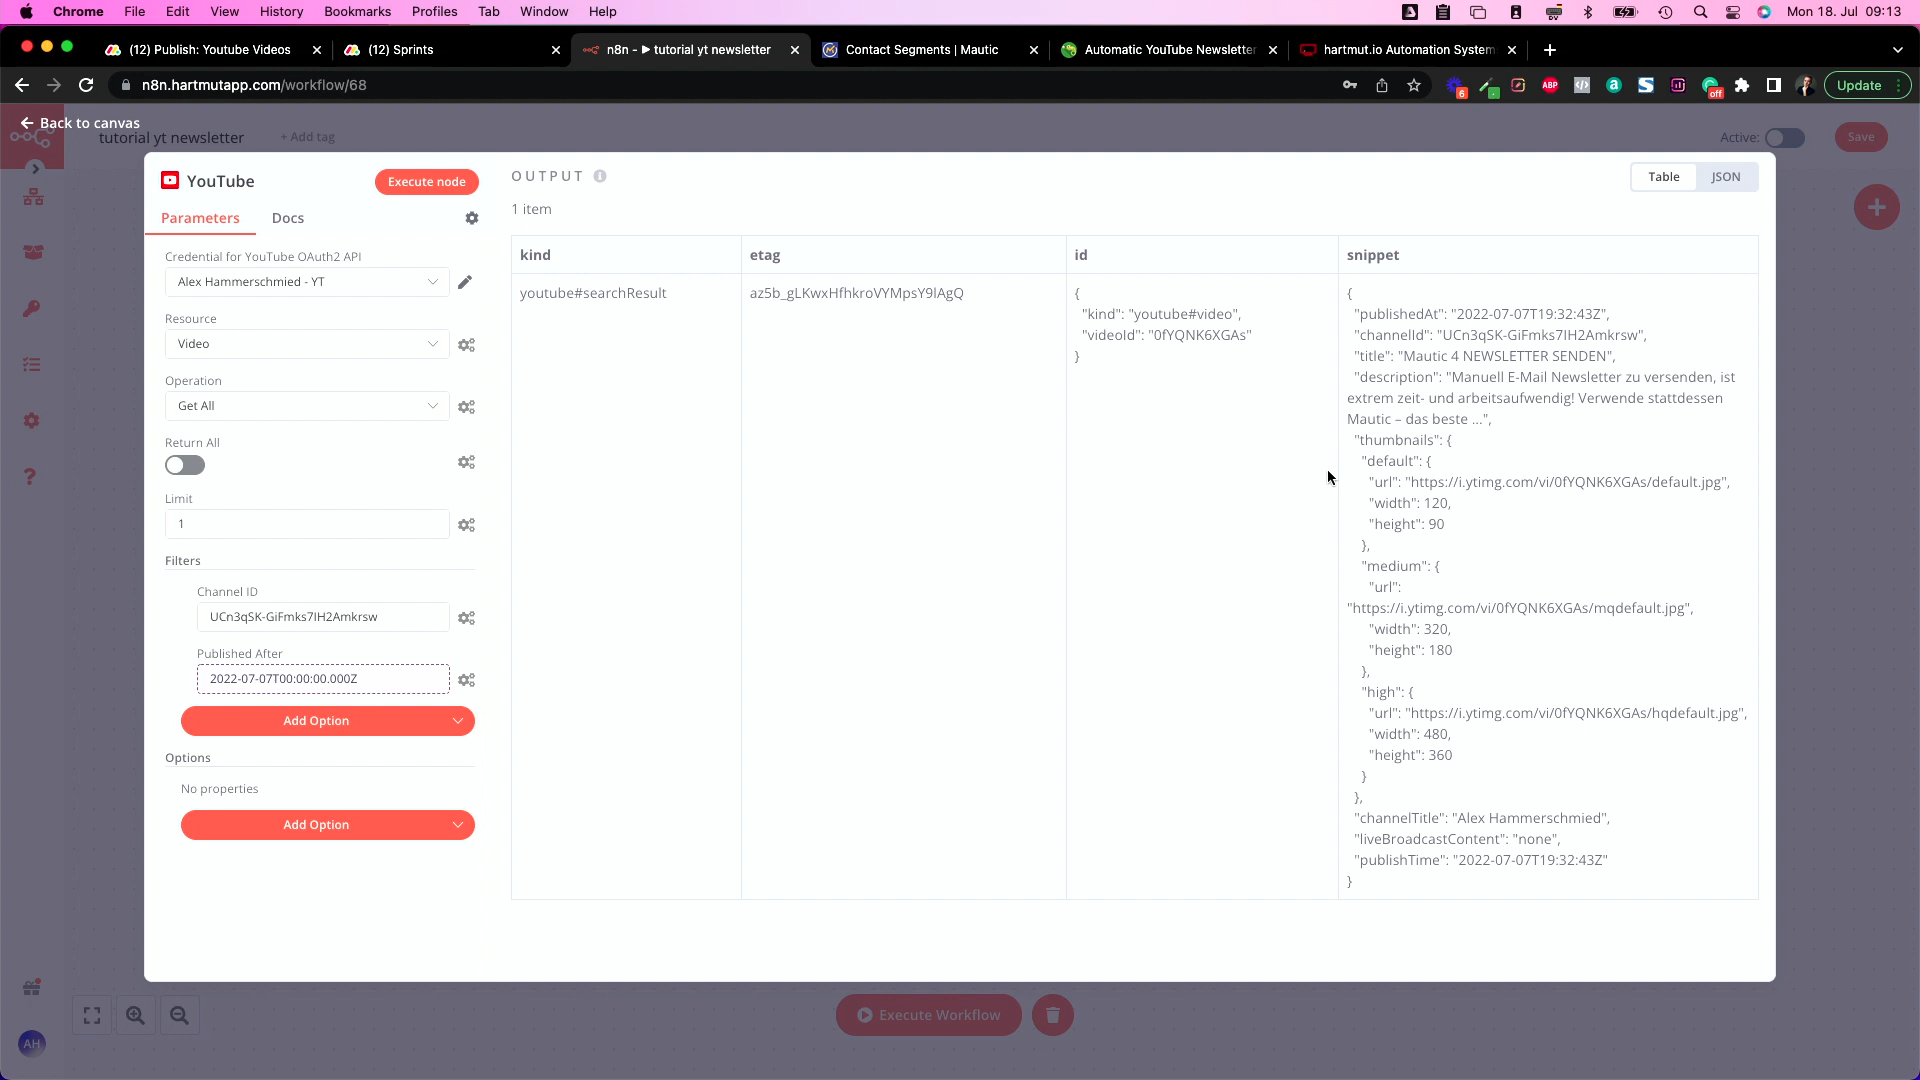 Chrome File Edit View History Bookmarks Profiles Tab Window Help Mon 18. Jul 09:13
(12) Publish: Youtube Videos (12) Sprints n8n - ▶ tutorial yt newsletter Contact Segments | Mautic Automatic YouTube Newsletter hartmut.io Automation System
n8n.hartmutapp.com/workflow/68 6 ABP off Update
Back to canvas
tutorial yt newsletter + Add tag Active: Save
YouTube Execute node
Parameters Docs
Credential for YouTube OAuth2 API
Alex Hammerschmied - YT
Resource
Video
Operation
Get All
Return All
Limit
1
Filters
Channel ID
UCn3qSK-GiFmks7IH2Amkrsw
Published After
2022-07-07T00:00:00.000Z
Add Option
Options
No properties
Add Option
OUTPUT
Table JSON
1 item
kind etag id snippet
youtube#searchResult
az5b_gLKwxHfhkroVYMpsY9lAgQ
{
"kind": "youtube#video",
"videoId": "0fYQNK6XGAs"
}
{
"publishedAt": "2022-07-07T19:32:43Z",
"channelId": "UCn3qSK-GiFmks7IH2Amkrsw",
"title": "Mautic 4 NEWSLETTER SENDEN",
"description": "Manuell E-Mail Newsletter zu versenden, ist
extrem zeit- und arbeitsaufwendig! Verwende stattdessen
Mautic – das beste ...",
"thumbnails": {
"default": {
"url": "https://i.ytimg.com/vi/0fYQNK6XGAs/default.jpg",
"width": 120,
"height": 90
},
"medium": {
"url":
"https://i.ytimg.com/vi/0fYQNK6XGAs/mqdefault.jpg",
"width": 320,
"height": 180
},
"high": {
"url": "https://i.ytimg.com/vi/0fYQNK6XGAs/hqdefault.jpg",
"width": 480,
"height": 360
}
},
"channelTitle": "Alex Hammerschmied",
"liveBroadcastContent": "none",
"publishTime": "2022-07-07T19:32:43Z"
}
Execute Workflow
AH